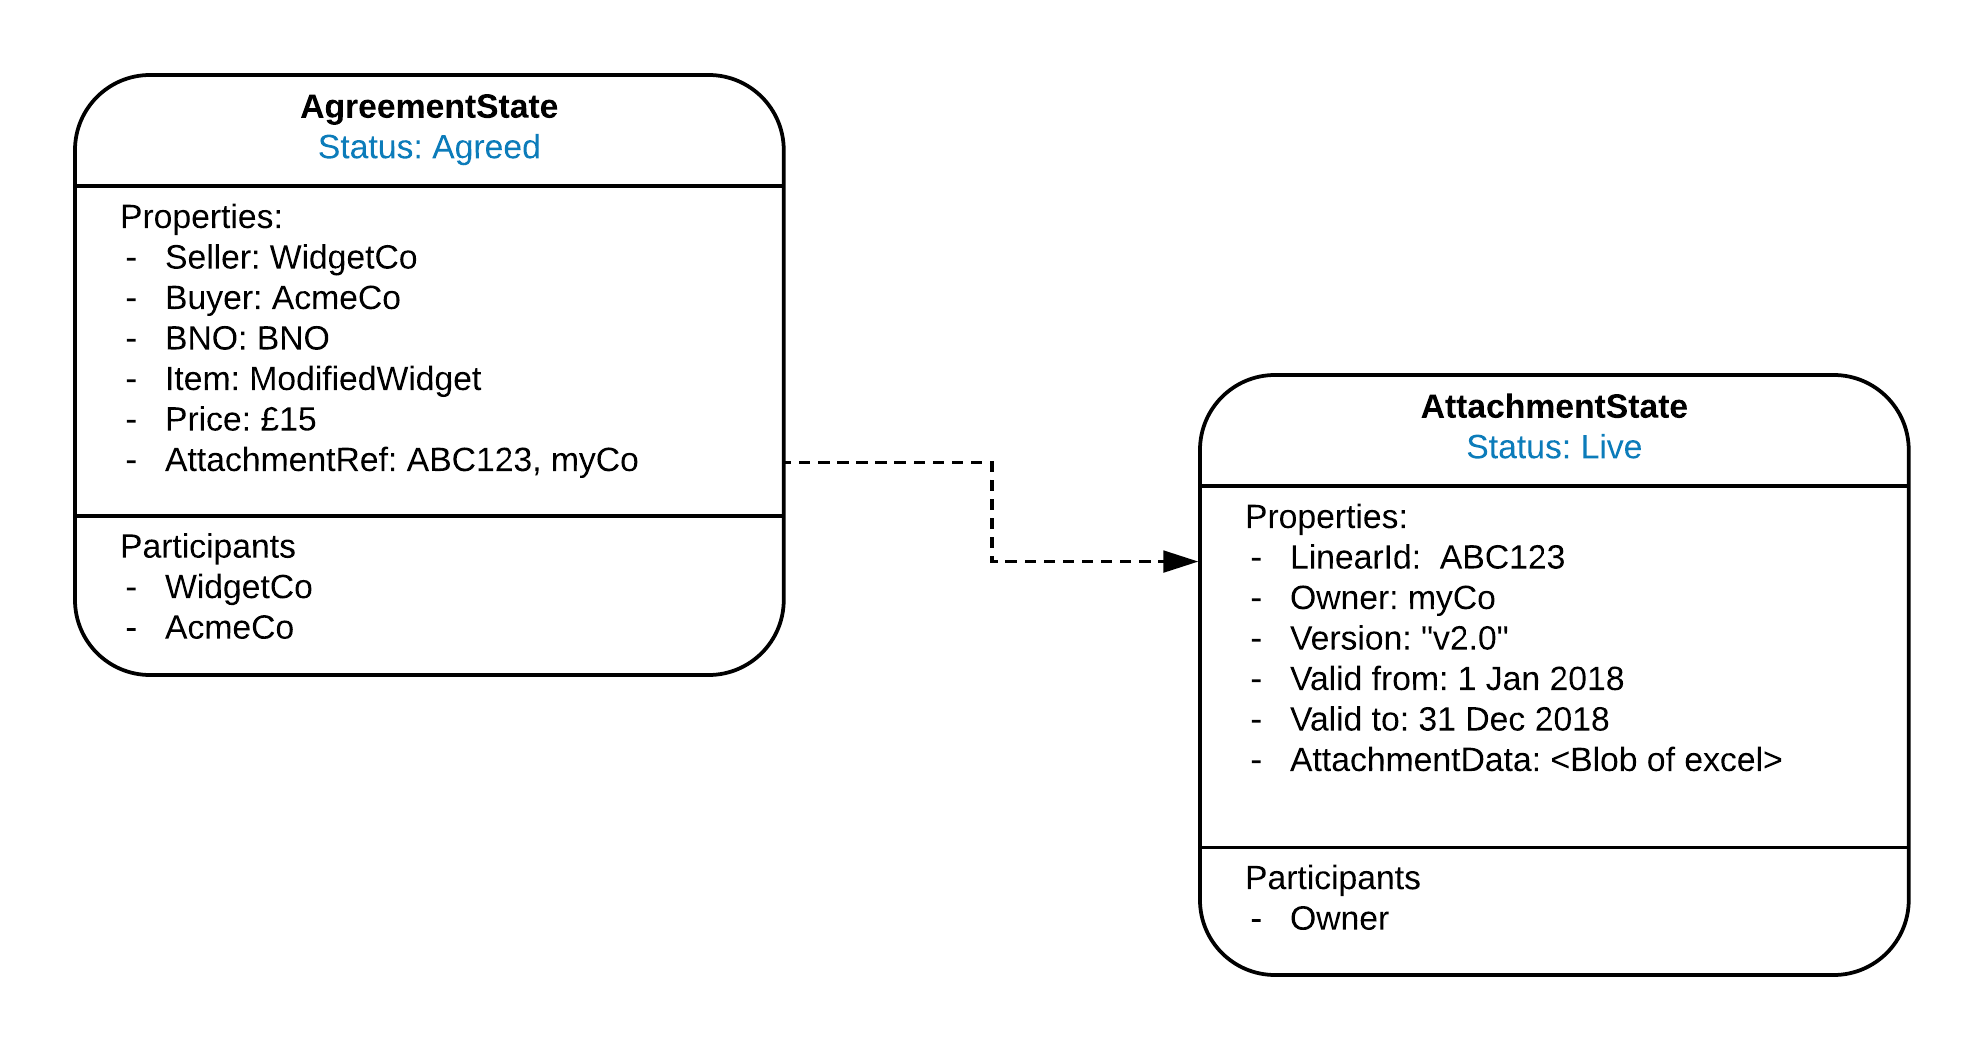 AgreementState
Status: Agreed
Properties:
- Seller: WidgetCo
- Buyer: AcmeCo
- BNO: BNO
- Item: ModifiedWidget
- Price: £15
- AttachmentRef: ABC123, myCo
Participants
- WidgetCo
- AcmeCo
AttachmentState
Status: Live
Properties:
- LinearId: ABC123
- Owner: myCo
- Version: "v2.0"
- Valid from: 1 Jan 2018
- Valid to: 31 Dec 2018
- AttachmentData: <Blob of excel>
Participants
- Owner